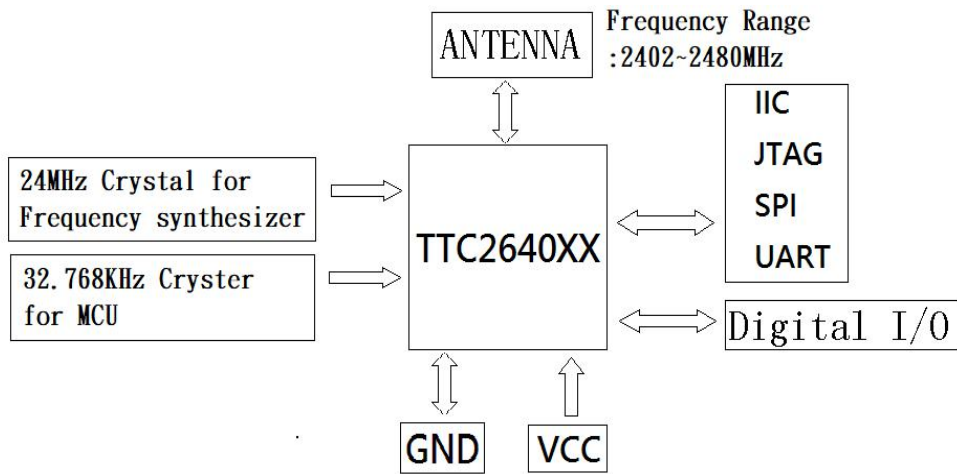 ANTENNA
Frequency Range
:2402~2480MHz
IIC
JTAG
SPI
UART
24MHz Crystal for
Frequency synthesizer
TTC2640XX
32.768KHz Cryster
for MCU
Digital I/O
GND
VCC